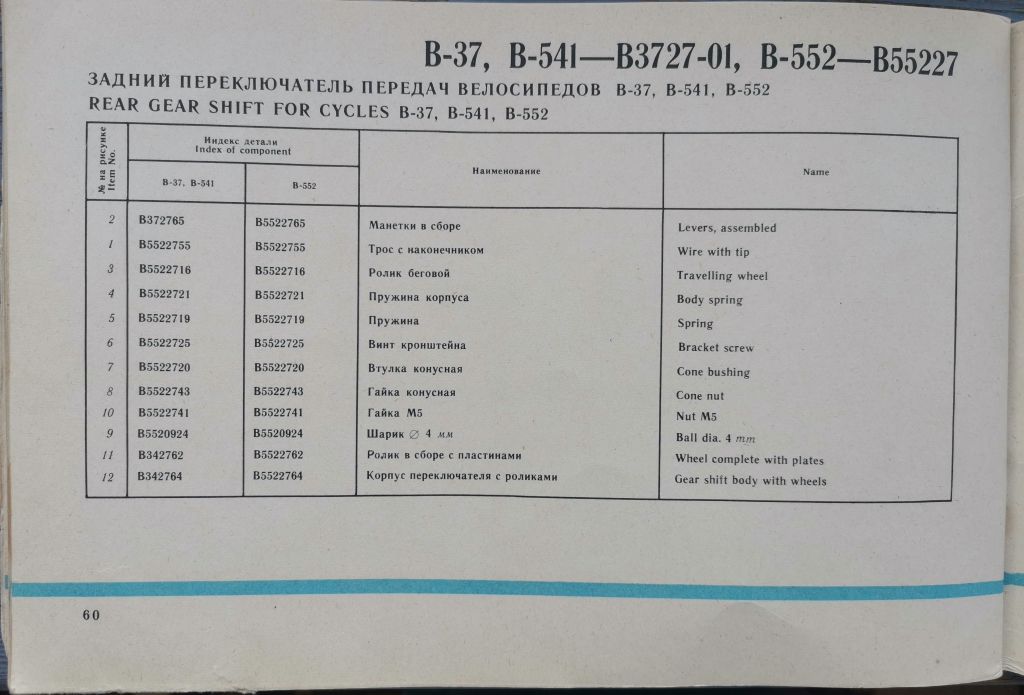 В-37, В-541—В3727-01, В-552—В55227
ЗАДНИЙ ПЕРЕКЛЮЧАТЕЛЬ ПЕРЕДАЧ ВЕЛОСИПЕДОВ В-37, В-541, В-552
REAR GEAR SHIFT FOR CYCLES B-37, B-541, B-552
№ на рисунке
Item No.
Индекс детали
Index of component
В-37, В-541
В-552
Наименование
Name
2 В372765 В5522765 Манетки в сборе Levers, assembled
1 В5522755 В5522755 Трос с наконечником Wire with tip
3 В5522716 В5522716 Ролик беговой Travelling wheel
4 В5522721 В5522721 Пружина корпуса Body spring
5 В5522719 В5522719 Пружина Spring
6 В5522725 В5522725 Винт кронштейна Bracket screw
7 В5522720 В5522720 Втулка конусная Cone bushing
8 В5522743 В5522743 Гайка конусная Cone nut
10 В5522741 В5522741 Гайка М5 Nut M5
9 В5520924 В5520924 Шарик ∅ 4 мм Ball dia. 4 mm
11 В342762 В5522762 Ролик в сборе с пластинами Wheel complete with plates
12 В342764 В5522764 Корпус переключателя с роликами Gear shift body with wheels
60